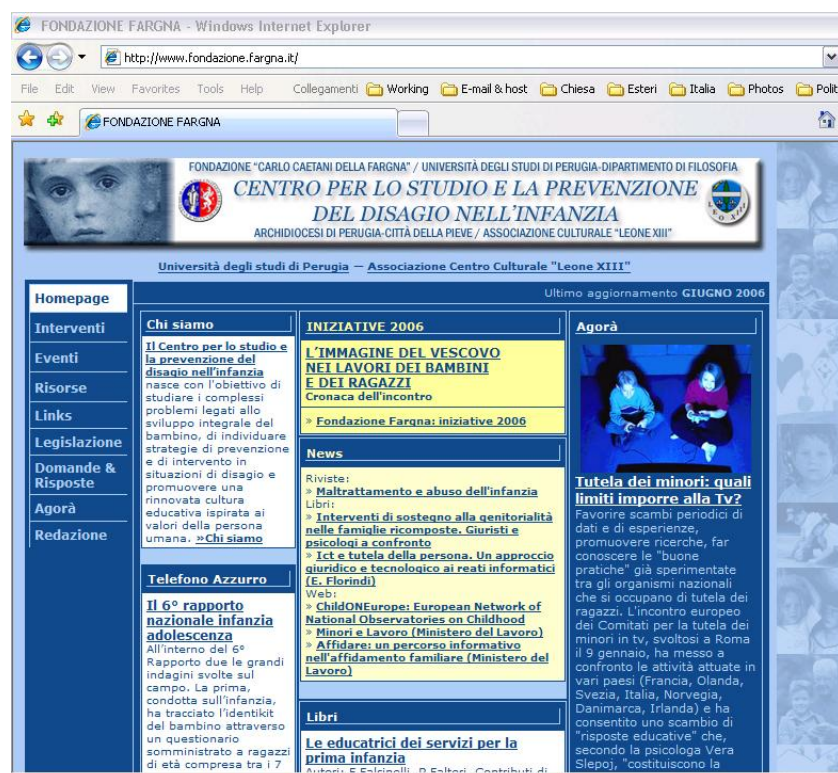 FONDAZIONE FARGNA - Windows Internet Explorer
http://www.fondazione.fargna.it/
File Edit View Favorites Tools Help Collegamenti Working E-mail & host Chiesa Esteri Italia Photos Polit
FONDAZIONE FARGNA
FONDAZIONE "CARLO CAETANI DELLA FARGNA" / UNIVERSITÀ DEGLI STUDI DI PERUGIA-DIPARTIMENTO DI FILOSOFIA
CENTRO PER LO STUDIO E LA PREVENZIONE
DEL DISAGIO NELL'INFANZIA
ARCHIDIOCESI DI PERUGIA-CITTÀ DELLA PIEVE / ASSOCIAZIONE CULTURALE "LEONE XIII"
LEO XIII
Università degli studi di Perugia — Associazione Centro Culturale "Leone XIII"
Ultimo aggiornamento GIUGNO 2006
Homepage
Interventi
Eventi
Risorse
Links
Legislazione
Domande &
Risposte
Agorà
Redazione
Chi siamo
Il Centro per lo studio e
la prevenzione del
disagio nell'infanzia
nasce con l'obiettivo di
studiare i complessi
problemi legati allo
sviluppo integrale del
bambino, di individuare
strategie di prevenzione
e di intervento in
situazioni di disagio e
promuovere una
rinnovata cultura
educativa ispirata ai
valori della persona
umana. »Chi siamo
Telefono Azzurro
Il 6° rapporto
nazionale infanzia
adolescenza
All'interno del 6°
Rapporto due le grandi
indagini svolte sul
campo. La prima,
condotta sull'infanzia,
ha tracciato l'identikit
del bambino attraverso
un questionario
somministrato a ragazzi
di età compresa tra i 7
INIZIATIVE 2006
L'IMMAGINE DEL VESCOVO
NEI LAVORI DEI BAMBINI
E DEI RAGAZZI
Cronaca dell'incontro
» Fondazione Fargna: iniziative 2006
News
Riviste:
» Maltrattamento e abuso dell'infanzia
Libri:
» Interventi di sostegno alla genitorialità
nelle famiglie ricomposte. Giuristi e
psicologi a confronto
» Ict e tutela della persona. Un approccio
giuridico e tecnologico ai reati informatici
(E. Florindi)
Web:
» ChildONEurope: European Network of
National Observatories on Childhood
» Minori e Lavoro (Ministero del Lavoro)
» Affidare: un percorso informativo
nell'affidamento familiare (Ministero del
Lavoro)
Libri
Le educatrici dei servizi per la
prima infanzia
Autori: F.Falcinelli, R.Falteri. Contributi di
Agorà
Tutela dei minori: quali
limiti imporre alla Tv?
Favorire scambi periodici di
dati e di esperienze,
promuovere ricerche, far
conoscere le "buone
pratiche" già sperimentate
tra gli organismi nazionali
che si occupano di tutela dei
ragazzi. L'incontro europeo
dei Comitati per la tutela dei
minori in tv, svoltosi a Roma
il 9 gennaio, ha messo a
confronto le attività attuate in
vari paesi (Francia, Olanda,
Svezia, Italia, Norvegia,
Danimarca, Irlanda) e ha
consentito uno scambio di
"risposte educative" che,
secondo la psicologa Vera
Slepoj, "costituiscono la